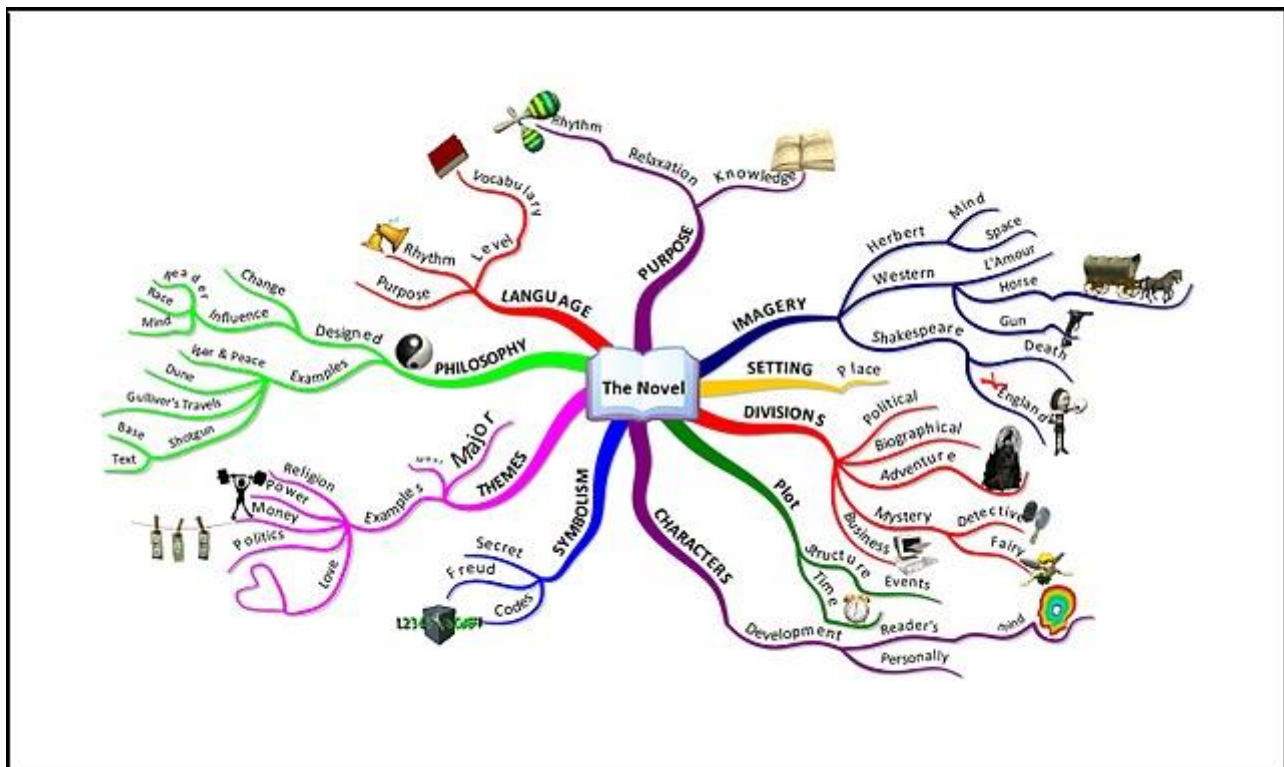 The Novel
PURPOSE
Relaxation
Rhythm
Knowledge
IMAGERY
Herbert
Mind
Space
Western
L'Amour
Horse
Gun
Shakespeare
Death
England
SETTING
Place
DIVISIONS
Political
Biographical
Adventure
Mystery
Detective
Fairy
Business
Plot
Structure
Events
Time
CHARACTERS
Development
Reader's
mind
Personally
SYMBOLISM
Secret
Freud
Codes
THEMES
Major
Examples
Religion
Power
Money
Politics
Love
PHILOSOPHY
Designed
Change
Influence
Reader
Race
Mind
Examples
& Peace
Dune
Gulliver's Travels
Shotgun
Base
Text
LANGUAGE
Level
Vocabulary
Rhythm
Purpose